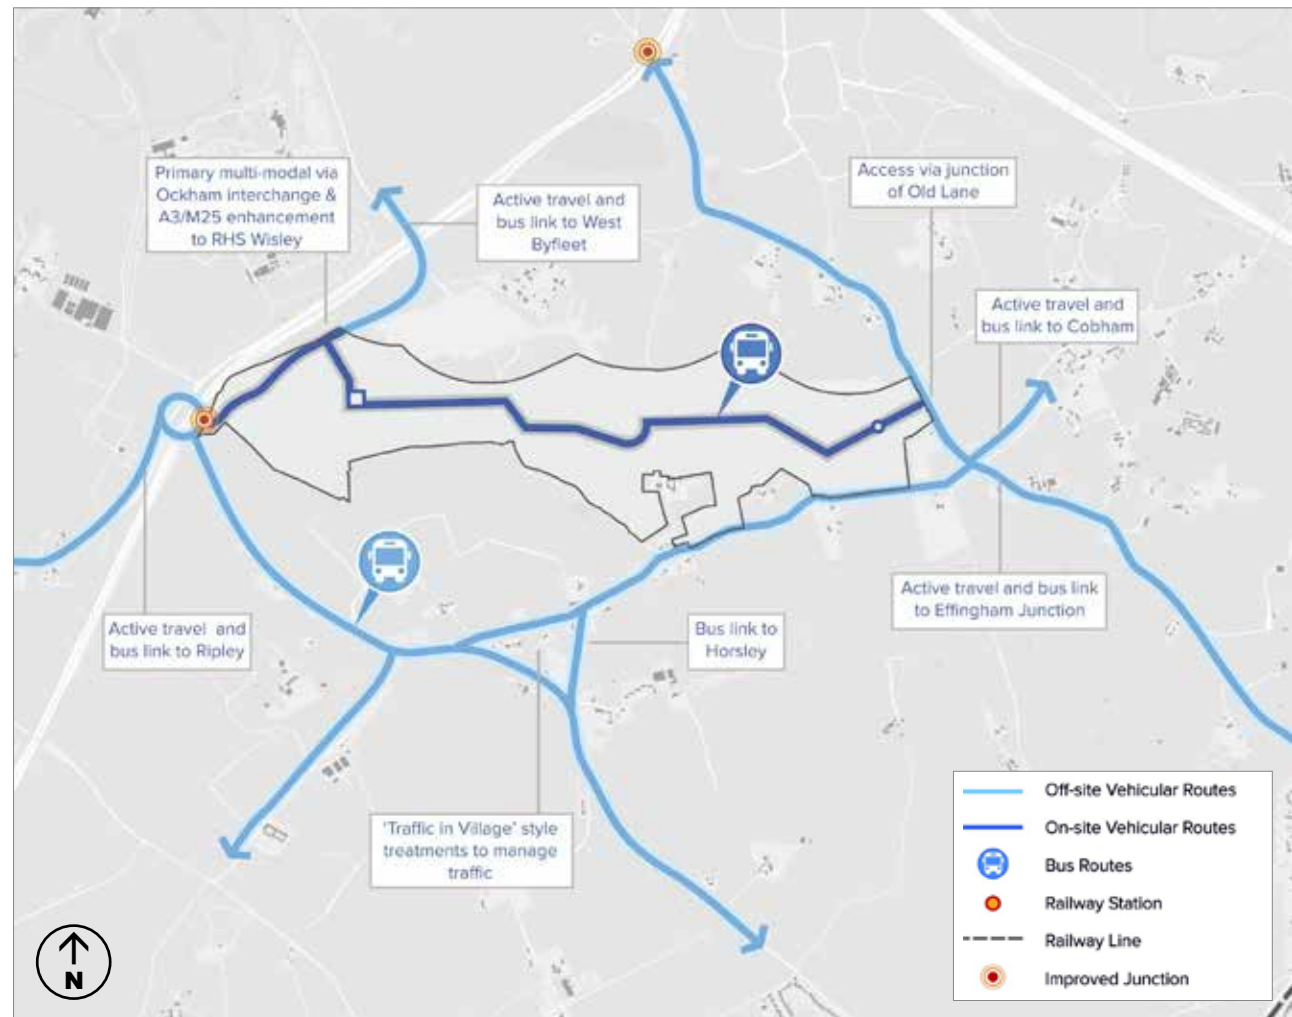 Primary multi-modal via
Ockham interchange &
A3/M25 enhancement
to RHS Wisley
Active travel and
bus link to West
Byfleet
Access via junction
of Old Lane
Active travel and
bus link to Cobham
Active travel and bus link
to Effingham Junction
Active travel and
bus link to Ripley
Bus link to
Horsley
'Traffic in Village' style
treatments to manage
traffic
Off-site Vehicular Routes
On-site Vehicular Routes
Bus Routes
Railway Station
Railway Line
Improved Junction
N